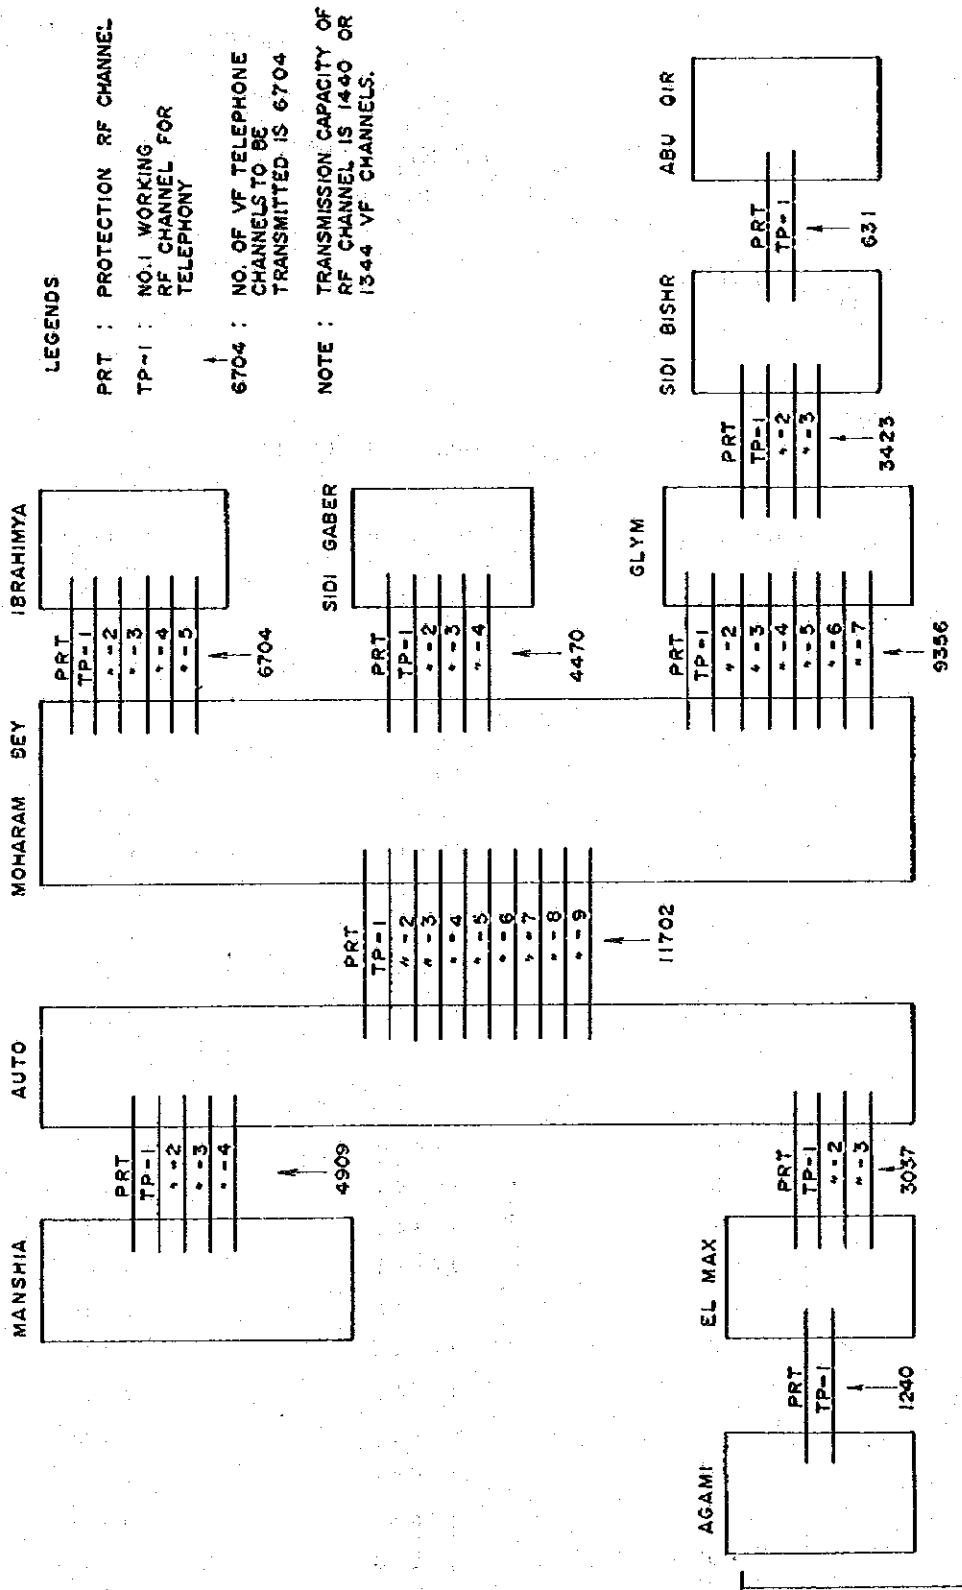 LEGENDS
PRT : PROTECTION RF CHANNEL
TP-1 : NO.1 WORKING
RF CHANNEL FOR
TELEPHONY
6704 : NO. OF VF TELEPHONE
CHANNELS TO BE
TRANSMITTED IS 6704
NOTE : TRANSMISSION CAPACITY OF
RF CHANNEL IS 1440 OR
1344 VF CHANNELS.
MANSHIA
PRT
TP-1
〃-2
〃-3
〃-4
4909
AUTO
MOHARAM BEY
PRT
TP-1
〃-2
〃-3
〃-4
〃-5
6704
IBRAHIMYA
PRT
TP-1
〃-2
〃-3
〃-4
〃-5
〃-6
〃-7
〃-8
〃-9
11702
PRT
TP-1
〃-2
〃-3
〃-4
4470
SIDI GABER
AGAMI
PRT
TP-1
1240
EL MAX
PRT
TP-1
〃-2
〃-3
3037
PRT
TP-1
〃-2
〃-3
〃-4
〃-5
〃-6
〃-7
9356
GLYM
PRT
TP-1
〃-2
〃-3
3423
SIDI BISHR
PRT
TP-1
631
ABU QIR